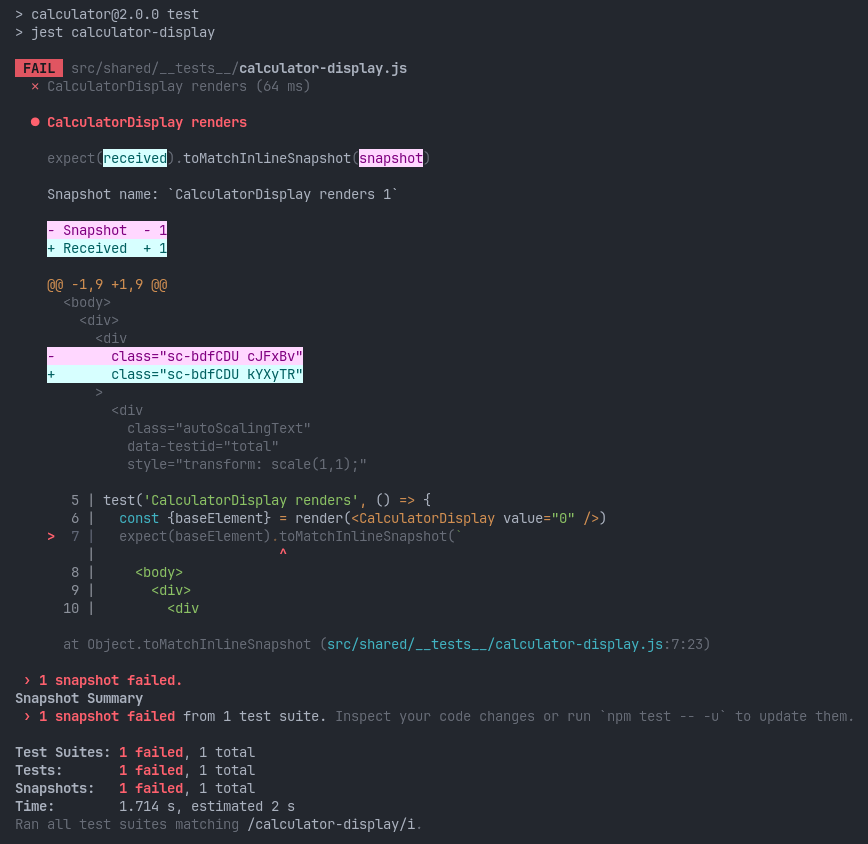 > calculator@2.0.0 test
> jest calculator-display
FAIL src/shared/__tests__/calculator-display.js
× CalculatorDisplay renders (64 ms)
● CalculatorDisplay renders
expect(received).toMatchInlineSnapshot(snapshot)
Snapshot name: `CalculatorDisplay renders 1`
- Snapshot  - 1
+ Received  + 1
@@ -1,9 +1,9 @@
<body>
<div>
<div
-       class="sc-bdfCDU cJFxBv"
+       class="sc-bdfCDU kYXyTR"
>
<div
class="autoScalingText"
data-testid="total"
style="transform: scale(1,1);"
5 | test('CalculatorDisplay renders', () => {
6 |   const {baseElement} = render(<CalculatorDisplay value="0" />)
> 7 |   expect(baseElement).toMatchInlineSnapshot(`
|                       ^
8 |     <body>
9 |       <div>
10 |         <div
at Object.toMatchInlineSnapshot (src/shared/__tests__/calculator-display.js:7:23)
› 1 snapshot failed.
Snapshot Summary
› 1 snapshot failed from 1 test suite. Inspect your code changes or run `npm test -- -u` to update them.
Test Suites: 1 failed, 1 total
Tests:       1 failed, 1 total
Snapshots:   1 failed, 1 total
Time:        1.714 s, estimated 2 s
Ran all test suites matching /calculator-display/i.